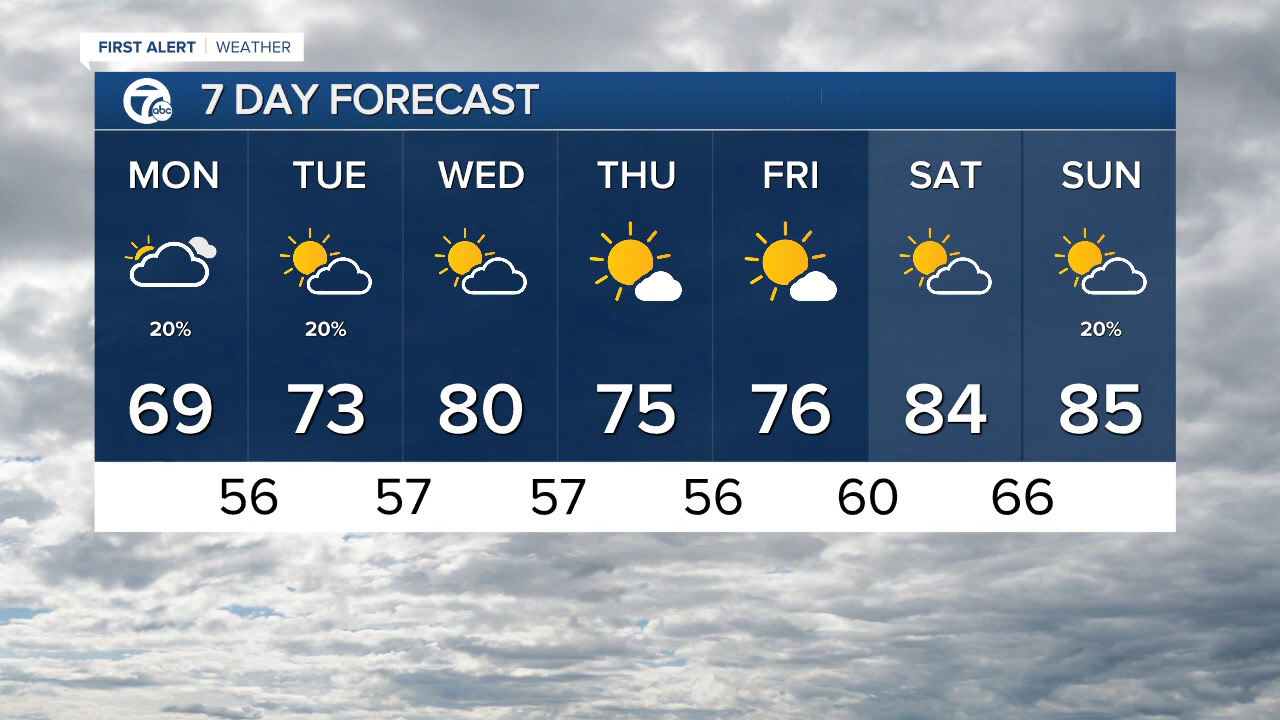 FIRST ALERT | WEATHER
7 abc 7 DAY FORECAST
MON TUE WED THU FRI SAT SUN
20% 20% 20%
69 73 80 75 76 84 85
56 57 57 56 60 66